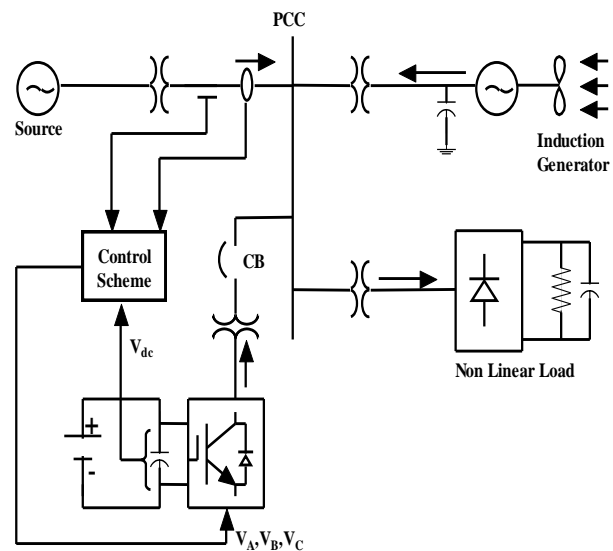 PCC
Source
Induction
Generator
Control
Scheme
CB
V_dc
Non Linear Load
+
-
V_A,V_B,V_C